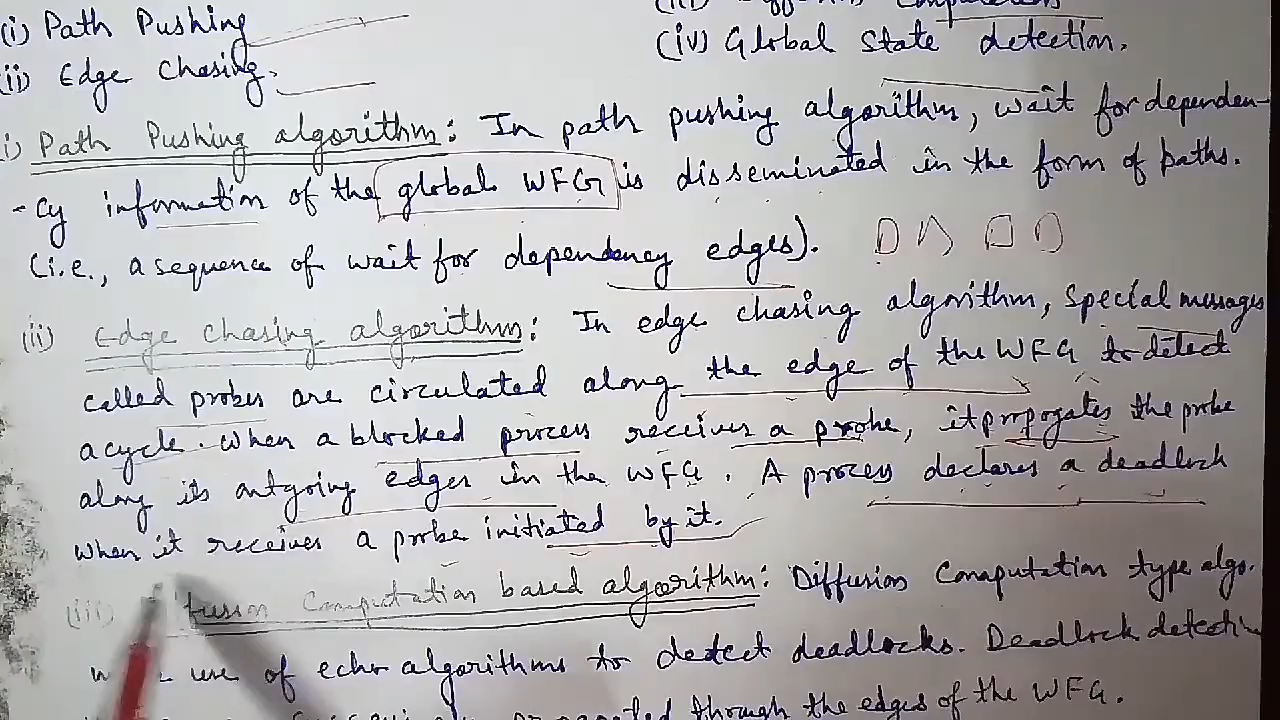 (i) Path Pushing
(ii) Edge Chasing.
(iv) Global State detection.
(i) Path Pushing algorithm: In path pushing algorithm, wait for dependen-
-cy information of the global WFG is disseminated in the form of paths.
(i.e., a sequence of wait for dependency edges).
(ii) Edge chasing algorithm: In edge chasing algorithm, special messages
called probes are circulated along the edge of the WFG to detect
a cycle. When a blocked process receives a probe, it propogates the probe
along its outgoing edges in the WFG. A process declares a deadlock
when it receives a probe initiated by it.
(iii) Computation based algorithm: Diffusion Computation type algo.
use of echo algorithms to detect deadlocks. Deadlock detection
through the edges of the WFG.